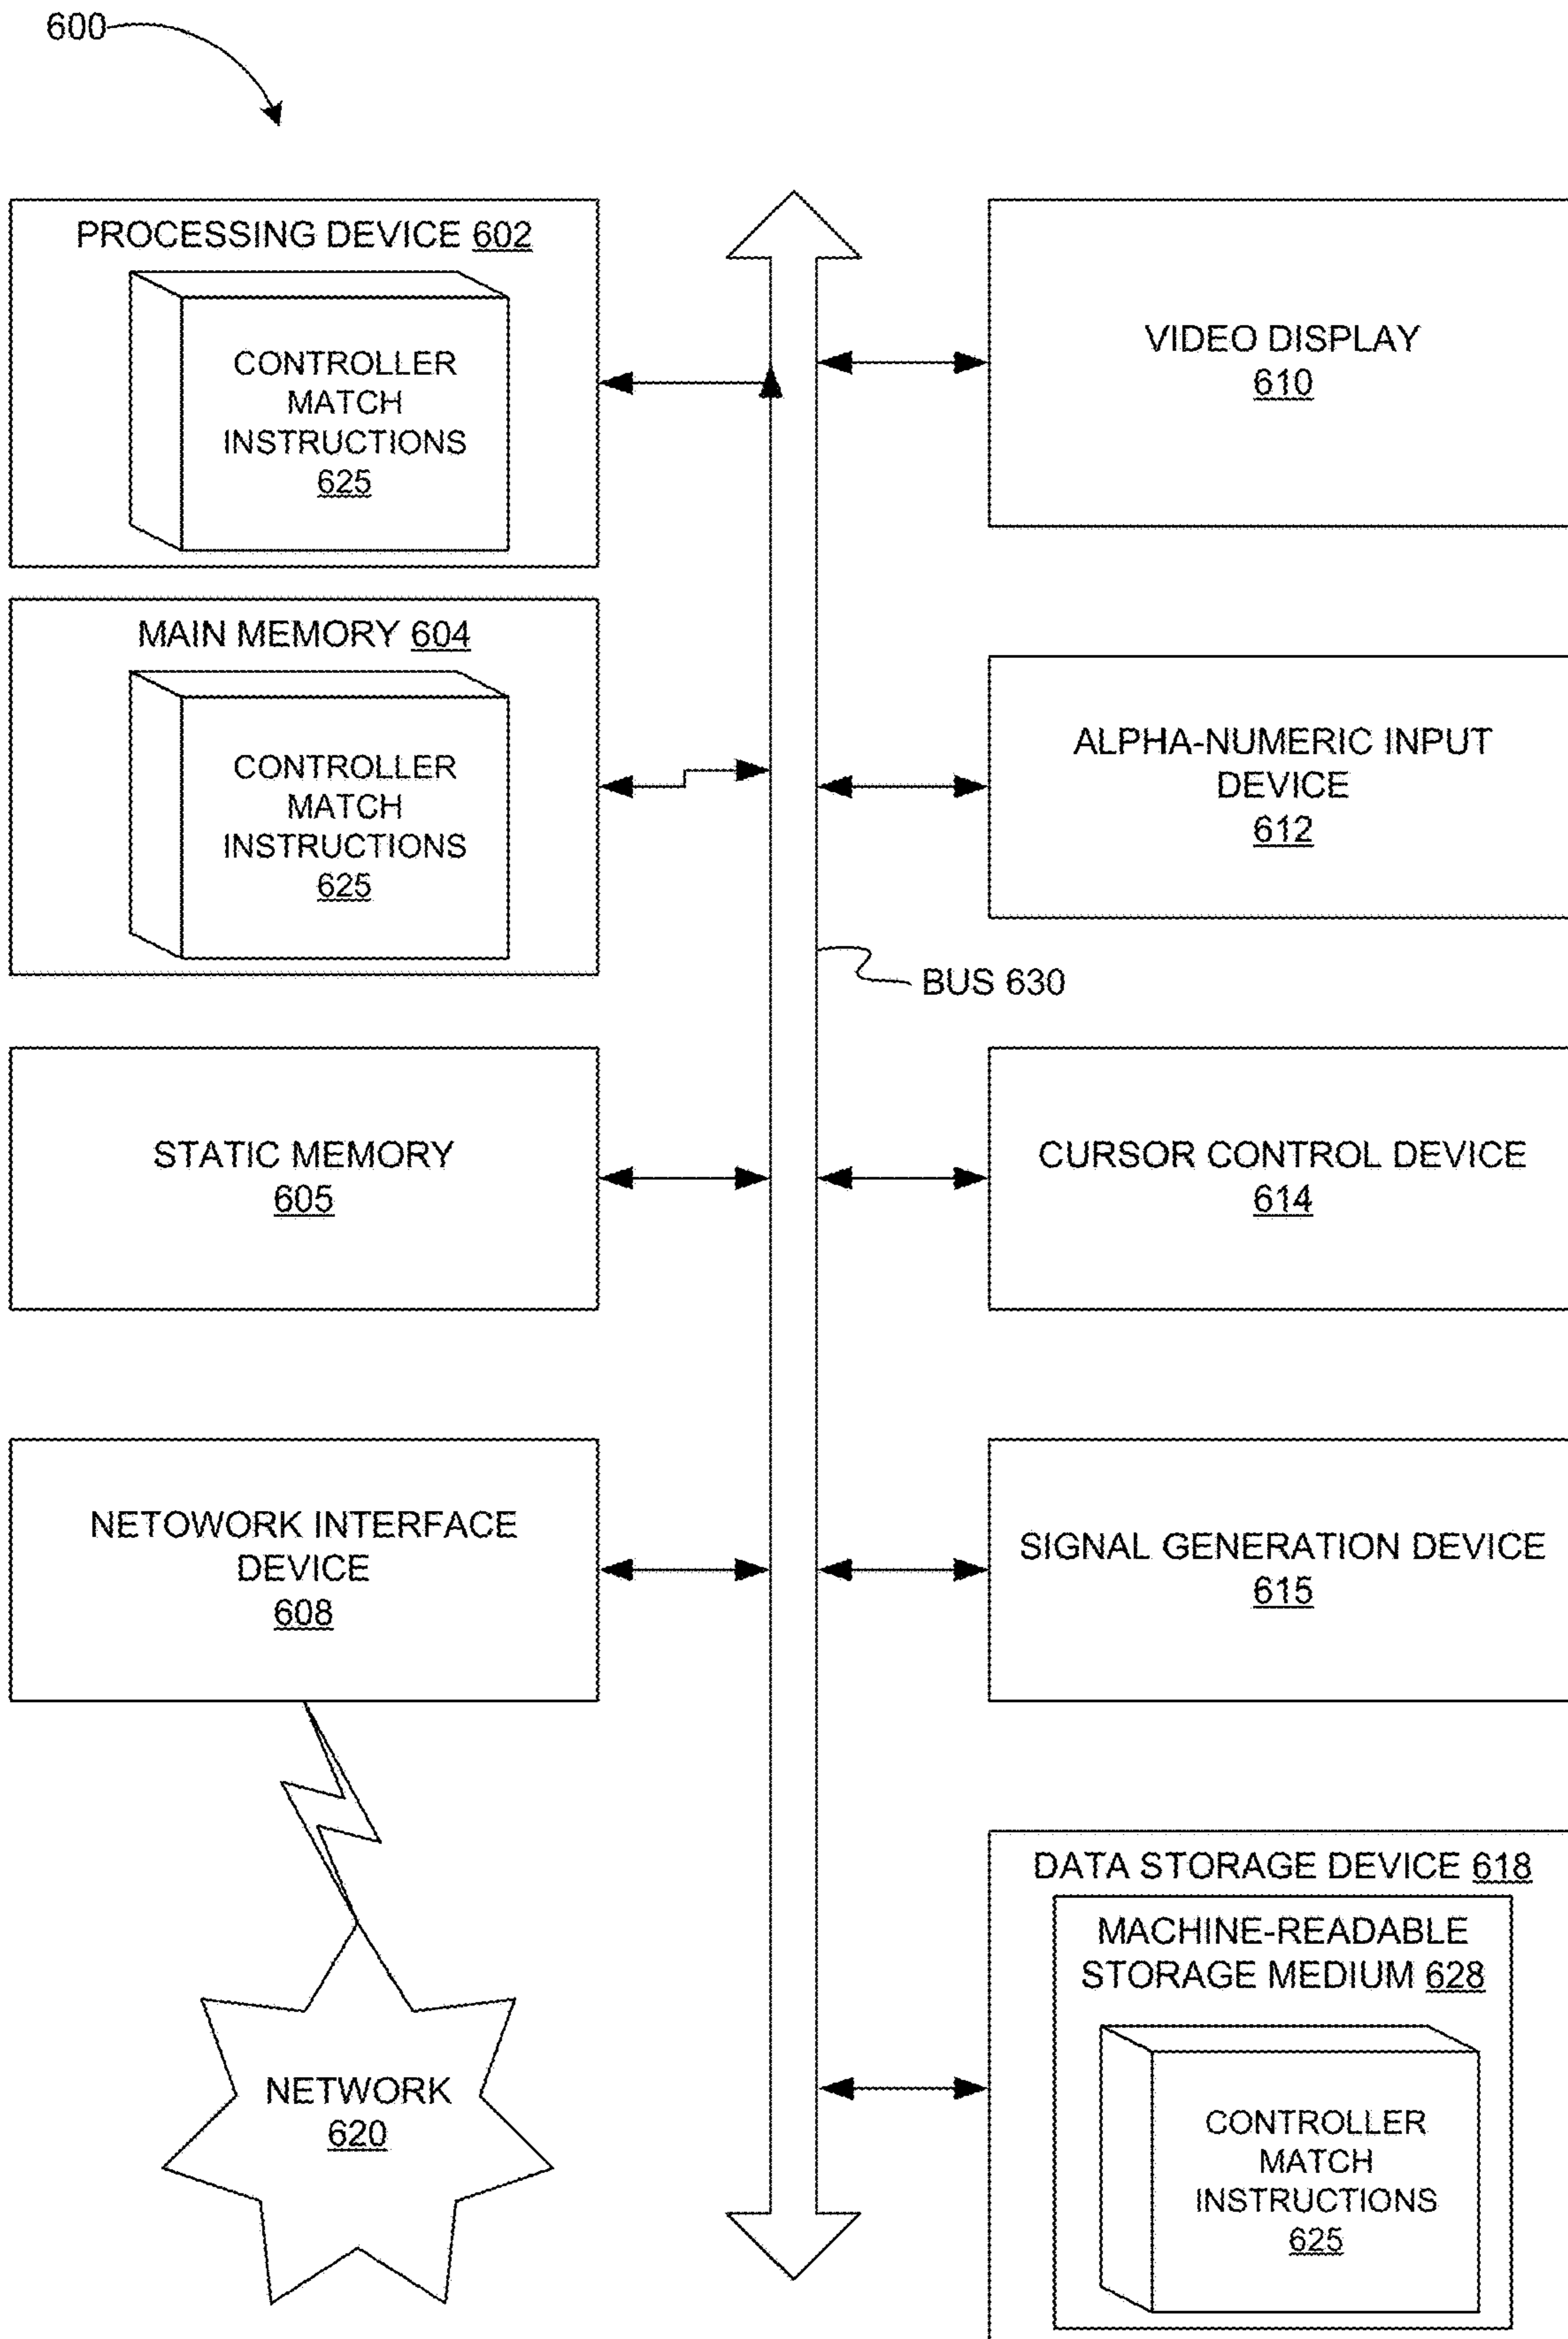 600
PROCESSING DEVICE 602
CONTROLLER
MATCH
INSTRUCTIONS
625
MAIN MEMORY 604
CONTROLLER
MATCH
INSTRUCTIONS
625
STATIC MEMORY
605
NETOWORK INTERFACE
DEVICE
608
NETWORK
620
BUS 630
VIDEO DISPLAY
610
ALPHA-NUMERIC INPUT
DEVICE
612
CURSOR CONTROL DEVICE
614
SIGNAL GENERATION DEVICE
615
DATA STORAGE DEVICE 618
MACHINE-READABLE
STORAGE MEDIUM 628
CONTROLLER
MATCH
INSTRUCTIONS
625